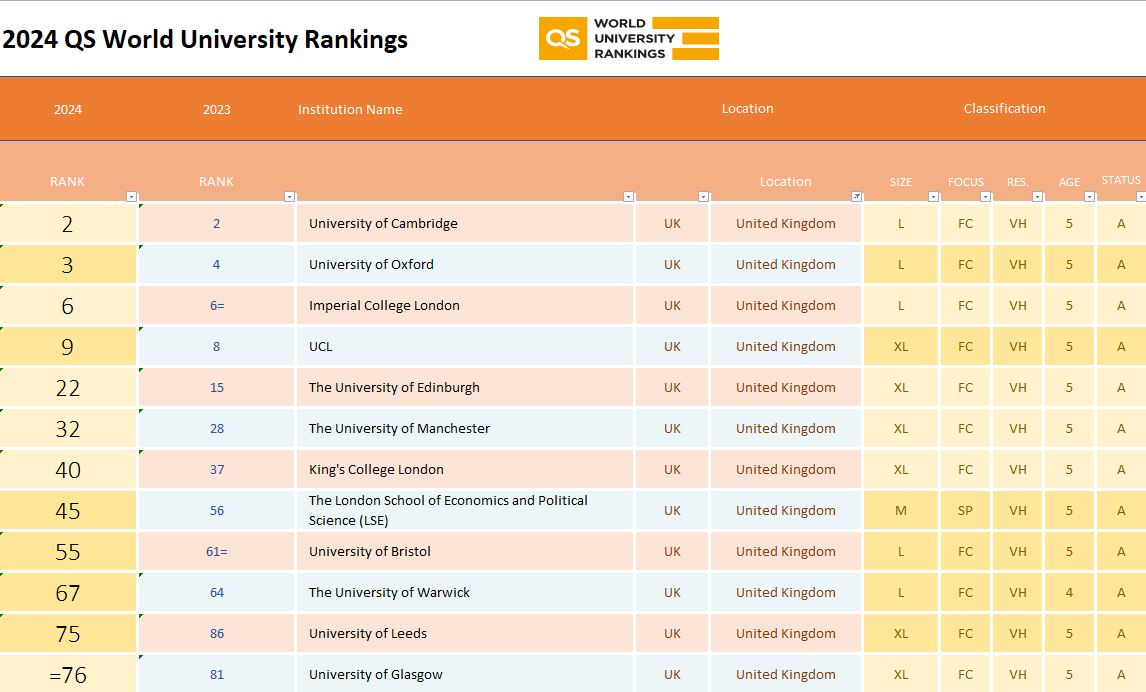 2024 QS World University Rankings
QS WORLD
UNIVERSITY
RANKINGS
2024 2023 Institution Name Location Classification
RANK RANK Location SIZE FOCUS RES. AGE STATUS
2 2 University of Cambridge UK United Kingdom L FC VH 5 A
3 4 University of Oxford UK United Kingdom L FC VH 5 A
6 6= Imperial College London UK United Kingdom L FC VH 5 A
9 8 UCL UK United Kingdom XL FC VH 5 A
22 15 The University of Edinburgh UK United Kingdom XL FC VH 5 A
32 28 The University of Manchester UK United Kingdom XL FC VH 5 A
40 37 King's College London UK United Kingdom XL FC VH 5 A
45 56 The London School of Economics and Political
Science (LSE) UK United Kingdom M SP VH 5 A
55 61= University of Bristol UK United Kingdom L FC VH 5 A
67 64 The University of Warwick UK United Kingdom L FC VH 4 A
75 86 University of Leeds UK United Kingdom XL FC VH 5 A
=76 81 University of Glasgow UK United Kingdom XL FC VH 5 A